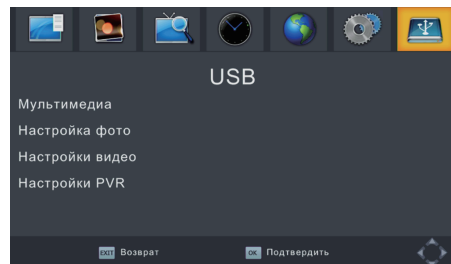 USB
Мультимедиа
Настройка фото
Настройки видео
Настройки PVR
EXIT Возврат OK Подтвердить